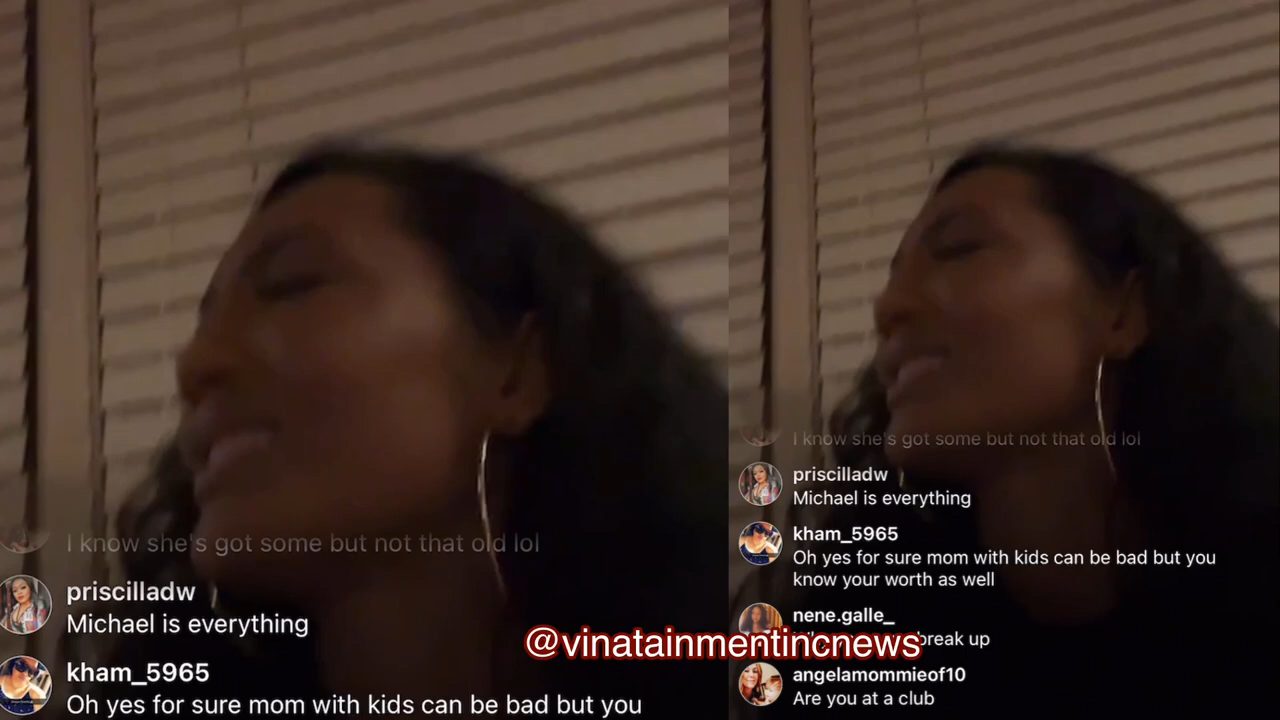 I know she's got some but not that old lol
priscilladw
Michael is everything
kham_5965
Oh yes for sure mom with kids can be bad but you
I know she's got some but not that old lol
priscilladw
Michael is everything
kham_5965
Oh yes for sure mom with kids can be bad but you
know your worth as well
nene.galle_
break up
angelamommieof10
Are you at a club
@vinatainmentincnews